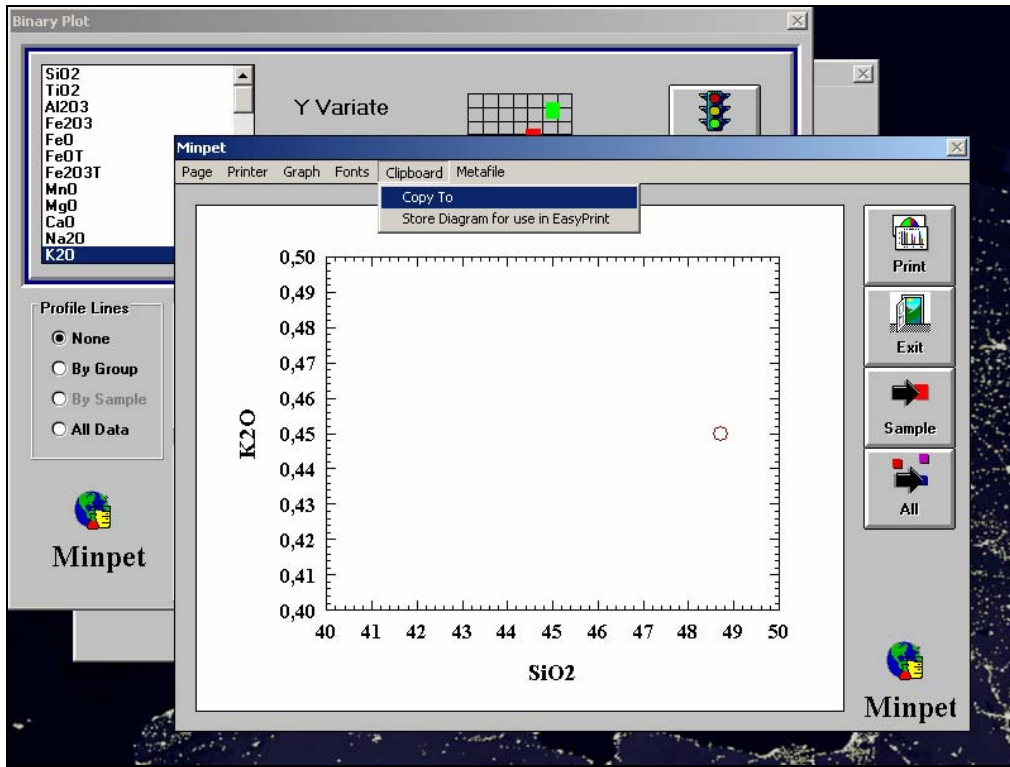 Binary Plot
SiO2
TiO2
Al2O3
Fe2O3
FeO
FeOT
Fe2O3T
MnO
MgO
CaO
Na2O
K2O
Y Variate
Profile Lines
None
By Group
By Sample
All Data
Minpet
Minpet
Page Printer Graph Fonts Clipboard Metafile
Copy To
Store Diagram for use in EasyPrint
0,50
0,49
0,48
0,47
0,46
0,45
0,44
0,43
0,42
0,41
0,40
K2O
40 41 42 43 44 45 46 47 48 49 50
SiO2
Print
Exit
Sample
All
Minpet